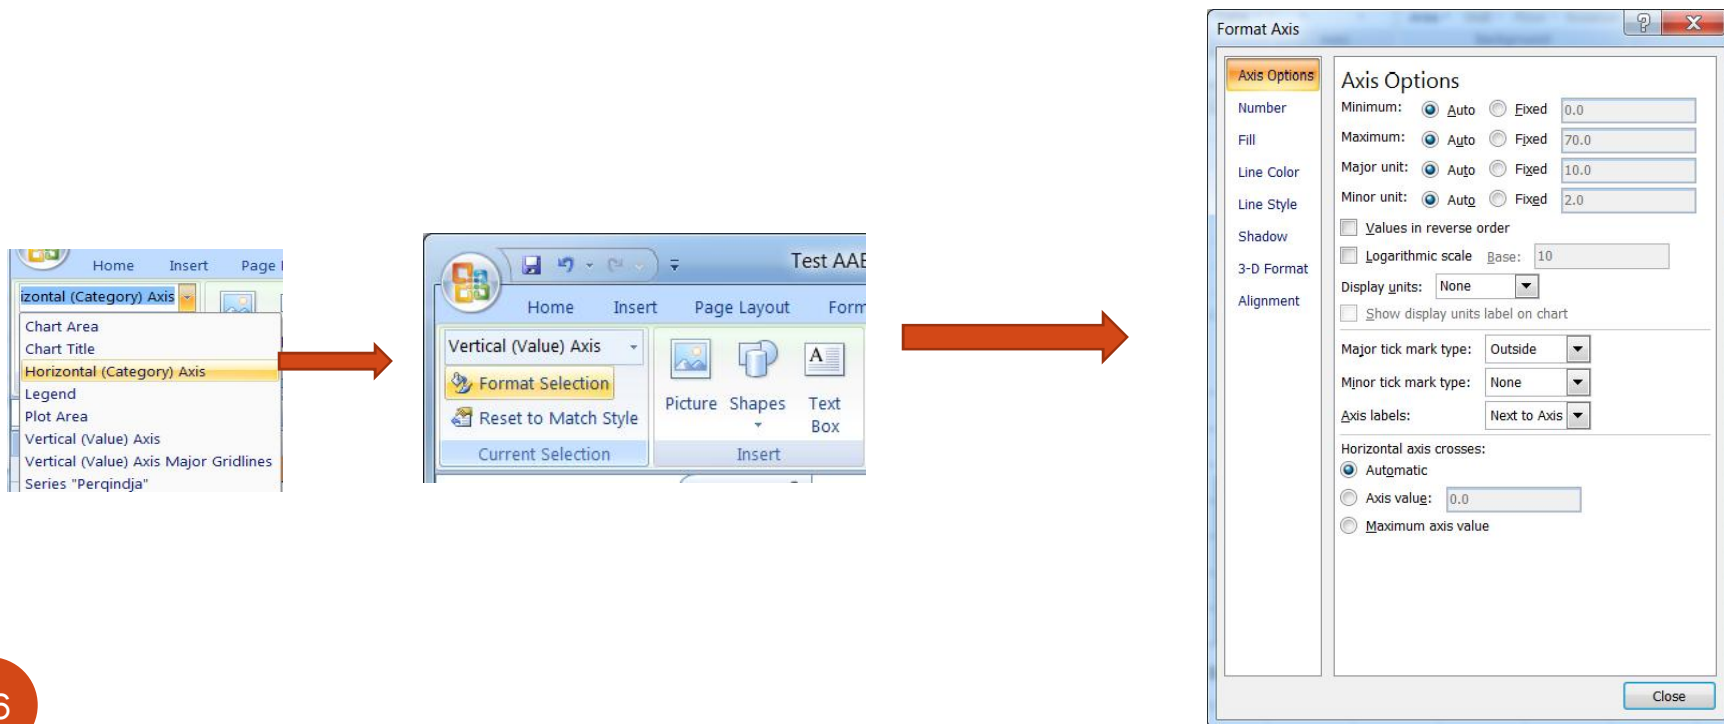 Home Insert Page
izontal (Category) Axis
Chart Area
Chart Title
Horizontal (Category) Axis
Legend
Plot Area
Vertical (Value) Axis
Vertical (Value) Axis Major Gridlines
Series "Perqindja"
Test AAB
Home Insert Page Layout Form
Vertical (Value) Axis
Format Selection
Reset to Match Style
Current Selection
Picture Shapes Text Box
Insert
Format Axis
Axis Options
Number
Fill
Line Color
Line Style
Shadow
3-D Format
Alignment
Axis Options
Minimum: Auto Fixed 0.0
Maximum: Auto Fixed 70.0
Major unit: Auto Fixed 10.0
Minor unit: Auto Fixed 2.0
Values in reverse order
Logarithmic scale Base: 10
Display units: None
Show display units label on chart
Major tick mark type: Outside
Minor tick mark type: None
Axis labels: Next to Axis
Horizontal axis crosses:
Automatic
Axis value: 0.0
Maximum axis value
Close
6